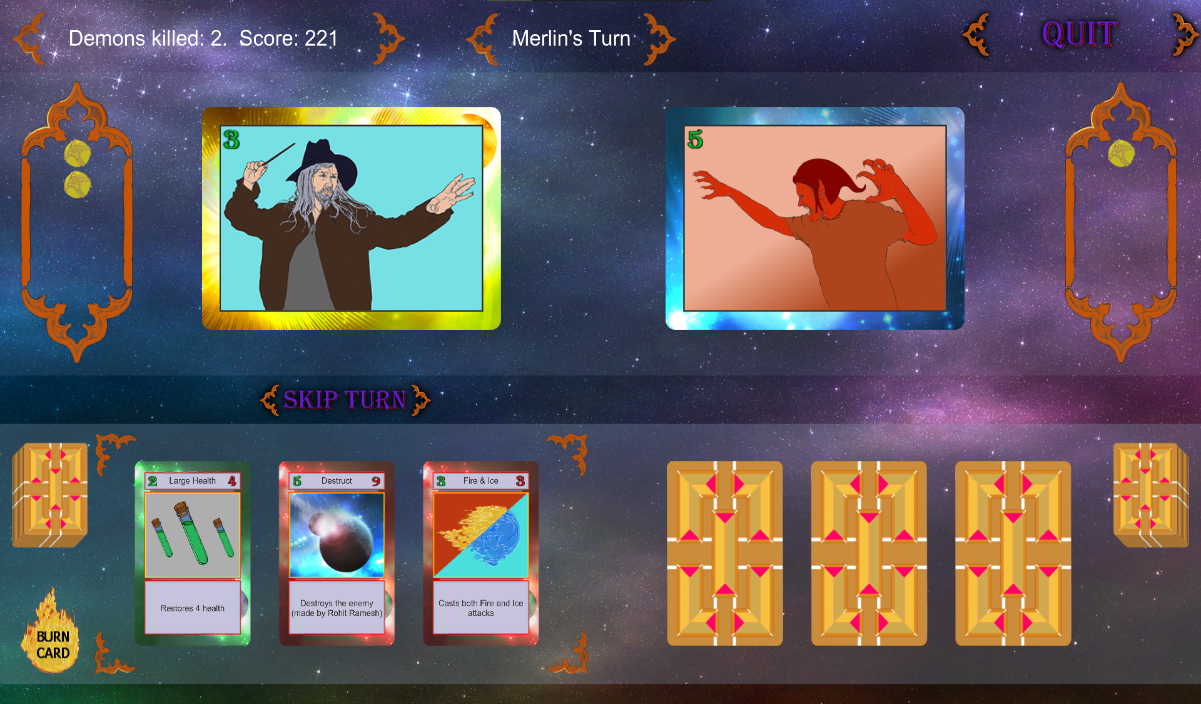 Demons killed: 2.  Score: 221
Merlin's Turn
QUIT
3
5
SKIP TURN
2 Large Health 4
Restores 4 health
5 Destruct 9
Destroys the enemy
(made by Rohit Ramesh)
3 Fire & Ice 3
Casts both Fire and Ice
attacks
BURN
CARD